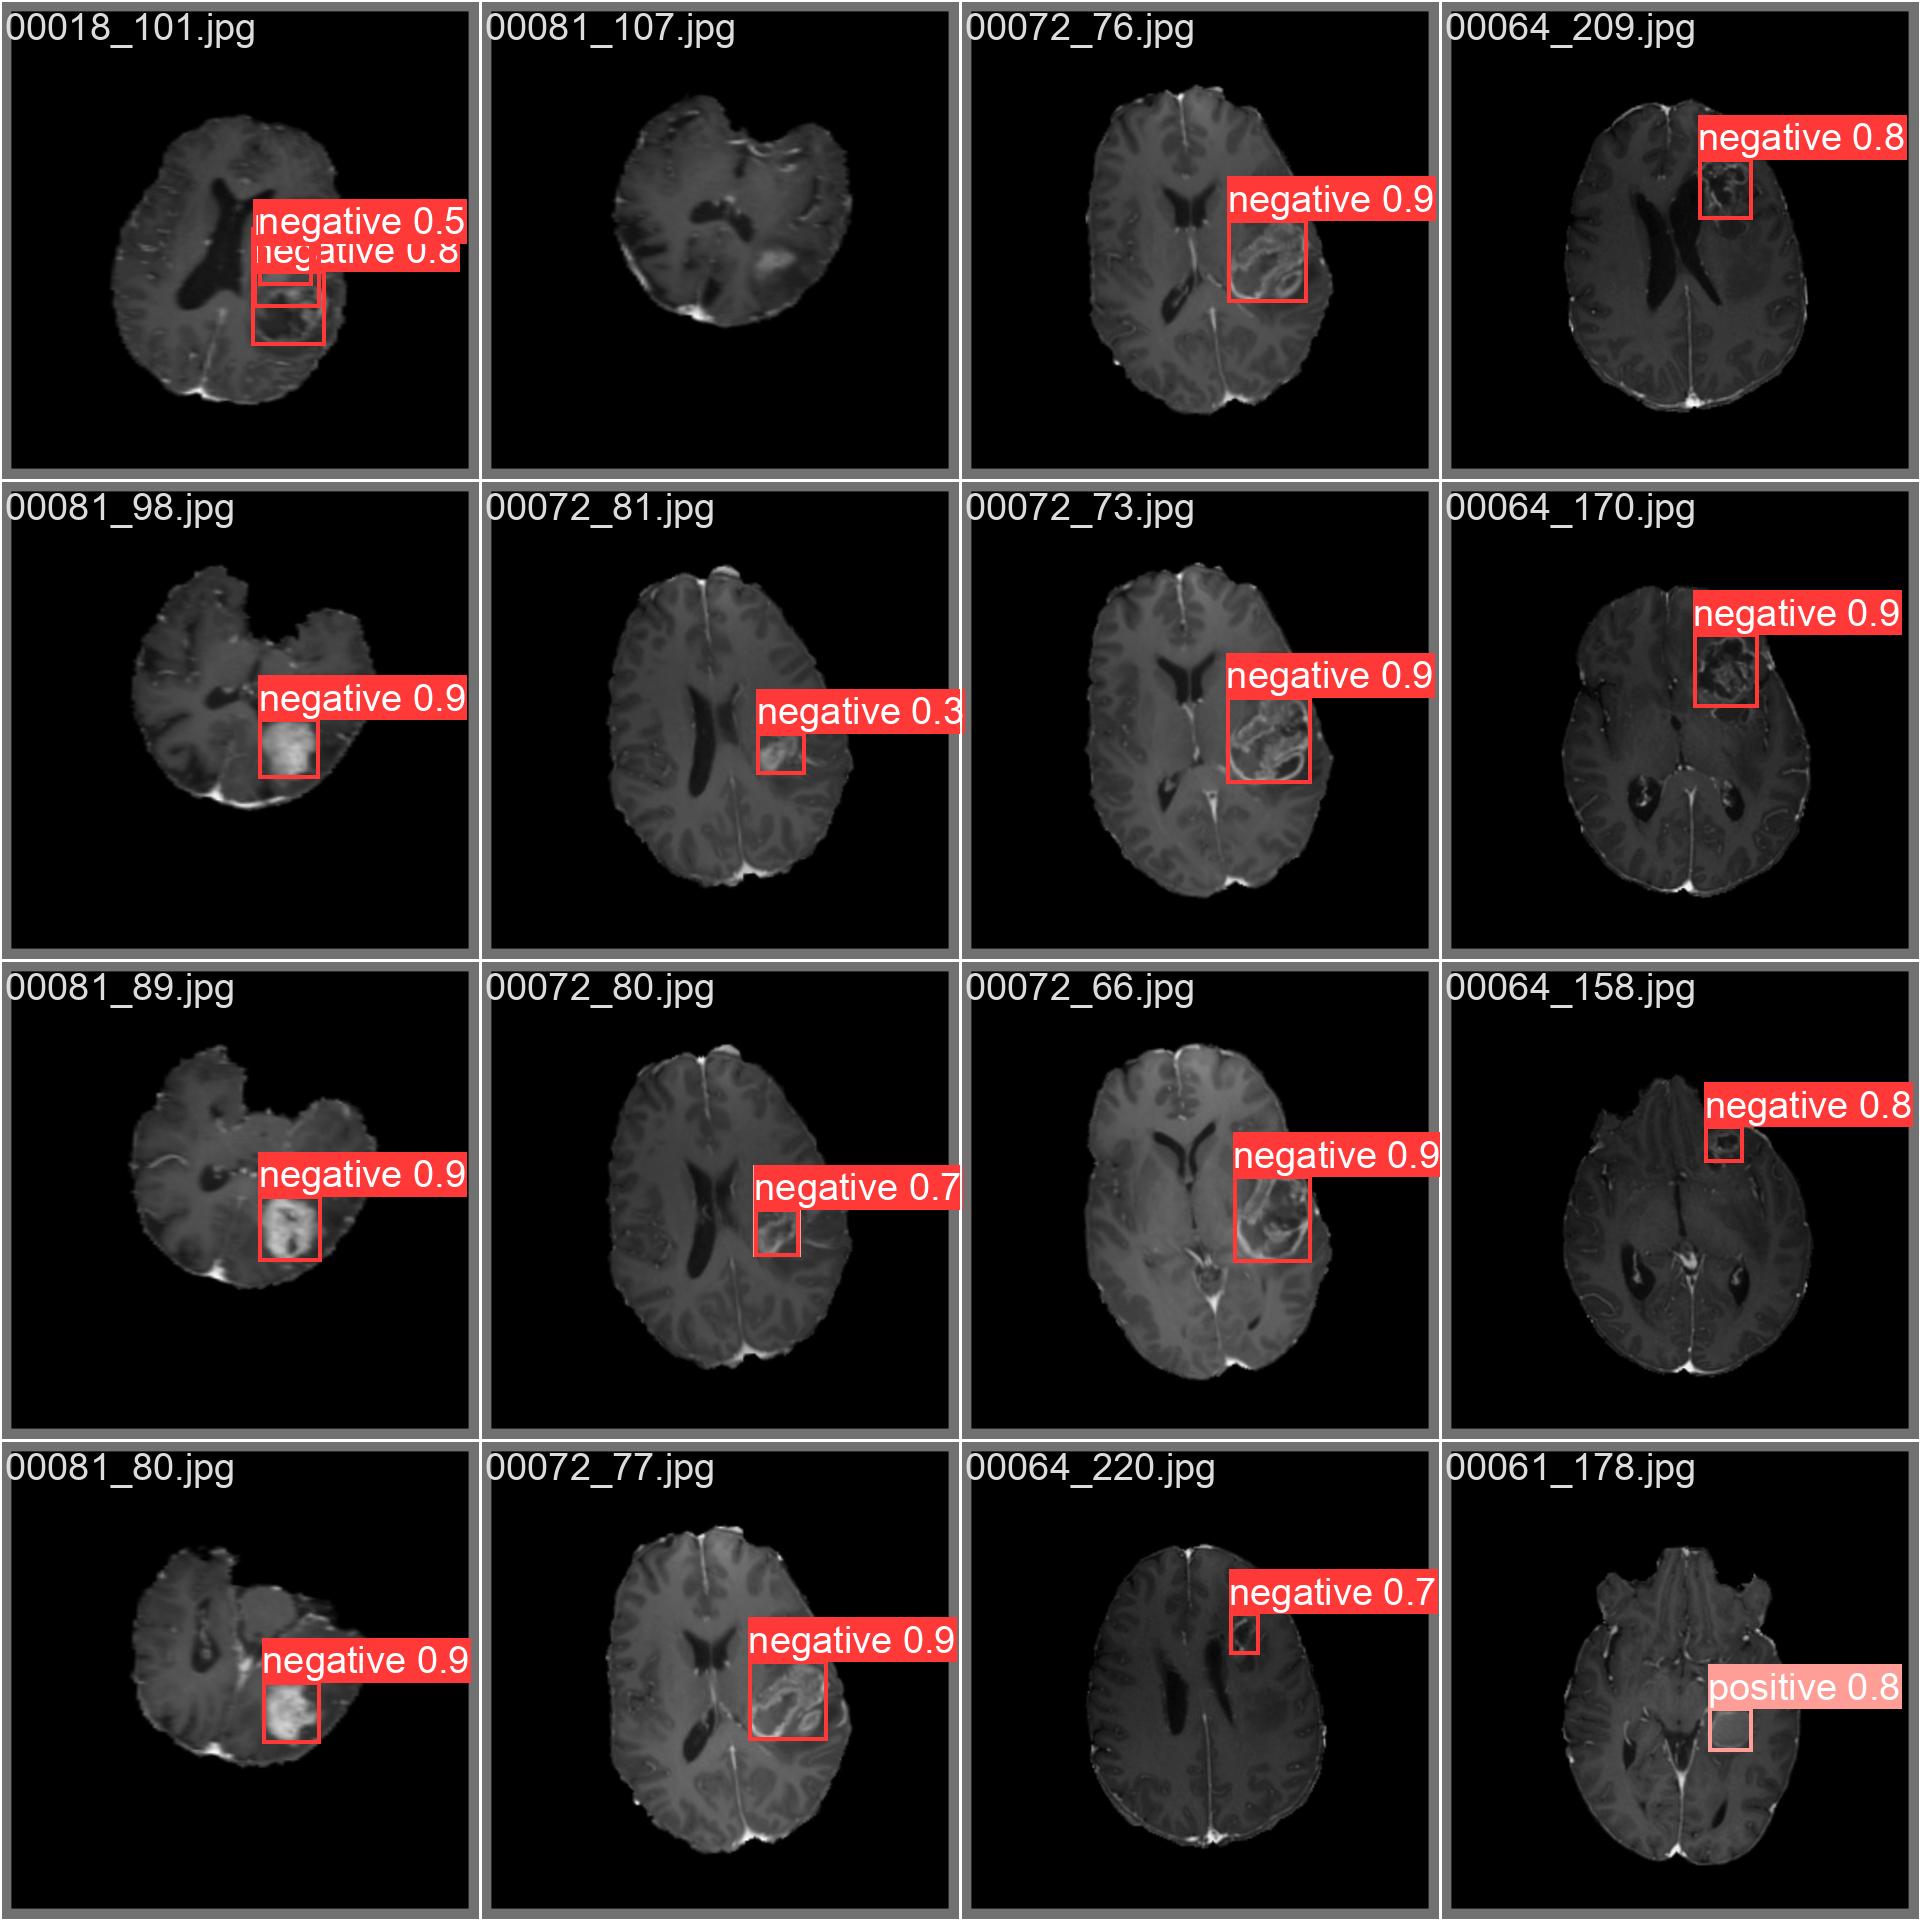 00018_101.jpg
negative 0.5
negative 0.8
00081_107.jpg
00072_76.jpg
negative 0.9
00064_209.jpg
negative 0.8
00081_98.jpg
negative 0.9
00072_81.jpg
negative 0.3
00072_73.jpg
negative 0.9
00064_170.jpg
negative 0.9
00081_89.jpg
negative 0.9
00072_80.jpg
negative 0.7
00072_66.jpg
negative 0.9
00064_158.jpg
negative 0.8
00081_80.jpg
negative 0.9
00072_77.jpg
negative 0.9
00064_220.jpg
negative 0.7
00061_178.jpg
positive 0.8